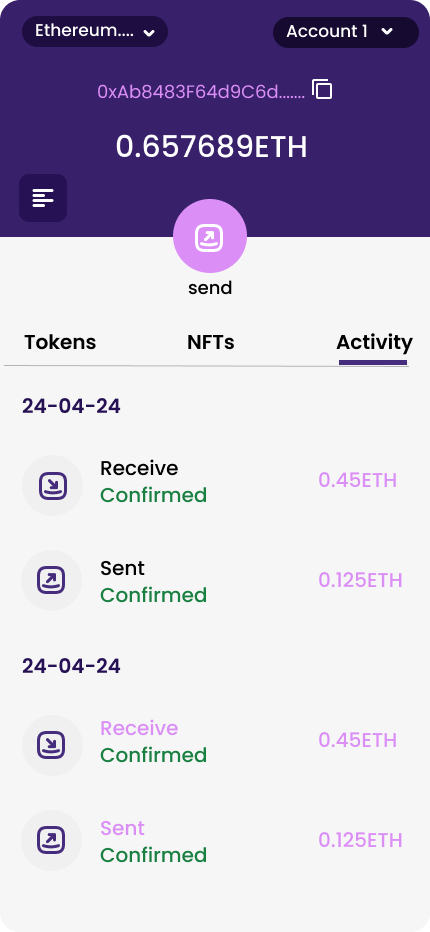 Ethereum....
Account 1
0xAb8483F64d9C6d.......
0.657689ETH
send
Tokens NFTs Activity
24-04-24
Receive
Confirmed
0.45ETH
Sent
Confirmed
0.125ETH
24-04-24
Receive
Confirmed
0.45ETH
Sent
Confirmed
0.125ETH